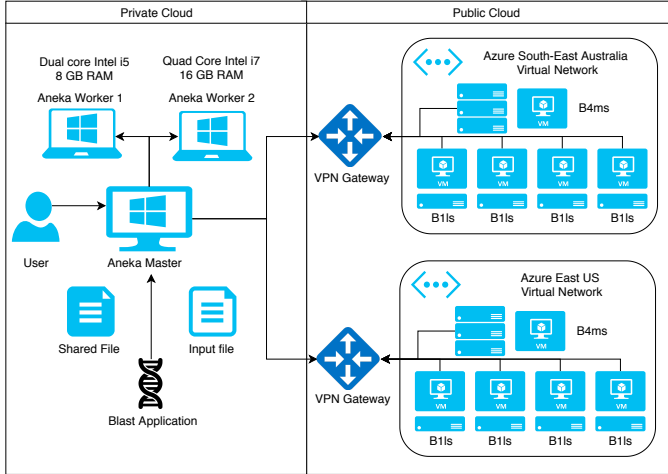 Private Cloud
Public Cloud
Dual core Intel i5
8 GB RAM
Quad Core Intel i7
16 GB RAM
Aneka Worker 1
Aneka Worker 2
User
Aneka Master
Shared File
Input file
Blast Application
VPN Gateway
Azure South-East Australia
Virtual Network
VM
B4ms
VM
VM
VM
VM
B1ls
B1ls
B1ls
B1ls
VPN Gateway
Azure East US
Virtual Network
VM
B4ms
VM
VM
VM
VM
B1ls
B1ls
B1ls
B1ls